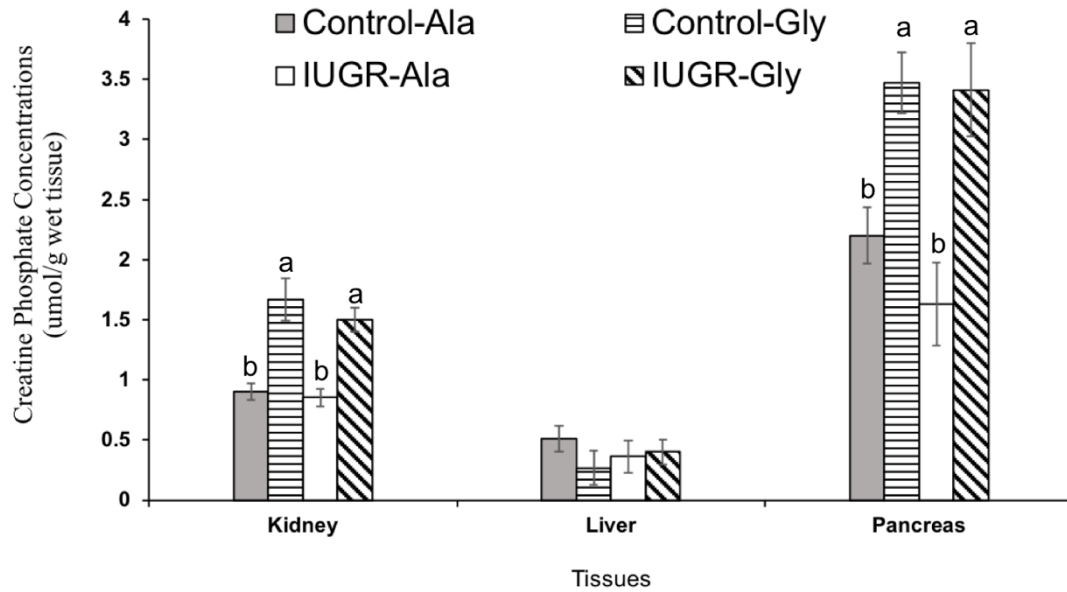 Control-Ala
Control-Gly
IUGR-Ala
IUGR-Gly
Creatine Phosphate Concentrations
(umol/g wet tissue)
4
3.5
3
2.5
2
1.5
1
0.5
0
b
a
b
a
b
a
b
a
Kidney
Liver
Pancreas
Tissues